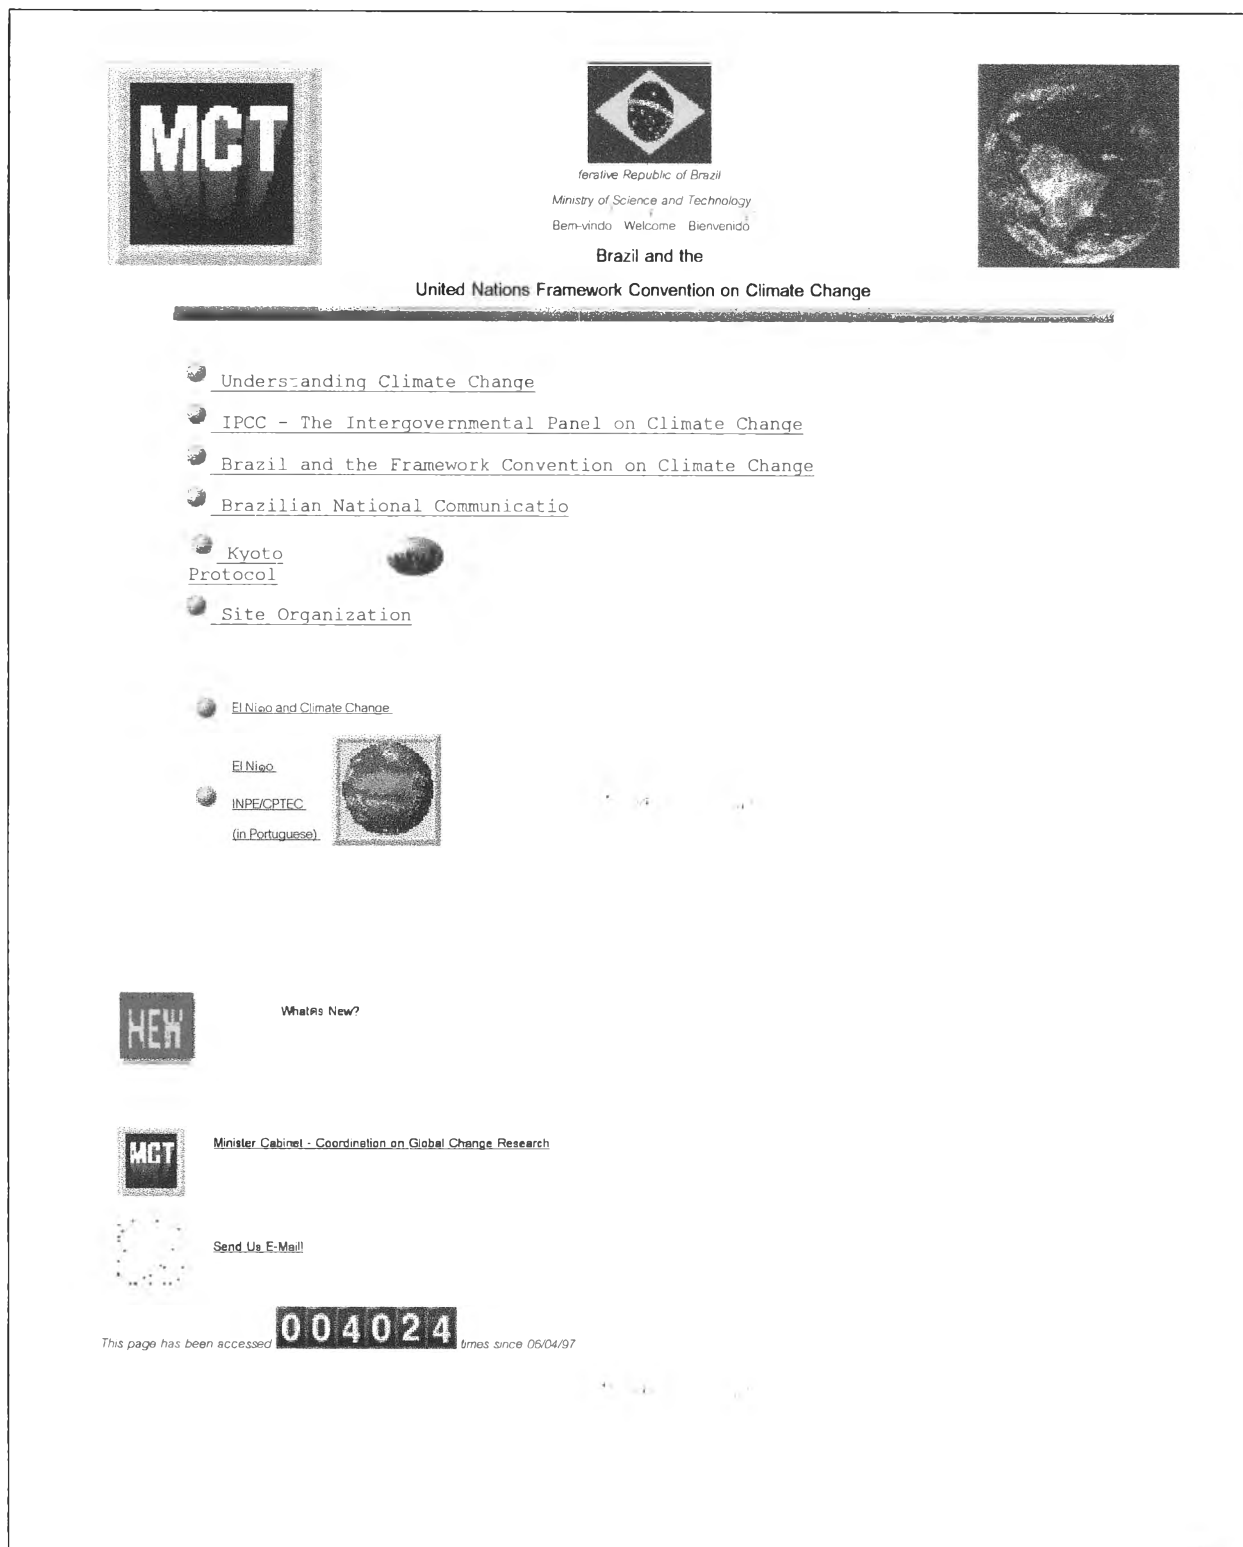 MCT
ferative Republic of Brazil
Ministry of Science and Technology
Bem-vindo Welcome Bienvenido
Brazil and the
United Nations Framework Convention on Climate Change
Understanding Climate Change
IPCC - The Intergovernmental Panel on Climate Change
Brazil and the Framework Convention on Climate Change
Brazilian National Communicatio
Kyoto
Protocol
Site Organization
El Niøo and Climate Change
El Niøo
INPE/CPTEC
(in Portuguese)
NEW
WhatÆs New?
MCT
Minister Cabinet - Coordination on Global Change Research
Send Us E-Mail!
This page has been accessed 004024 times since 06/04/97